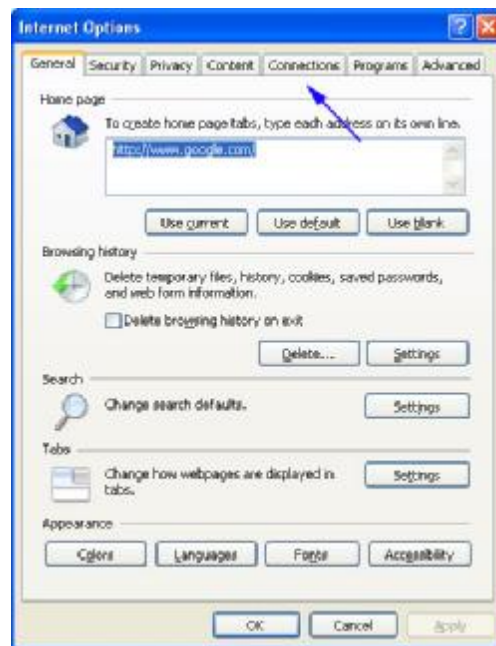 Internet Options
General Security Privacy Content Connections Programs Advanced
Home page
To create home page tabs, type each address on its own line.
http://www.google.com/
Use current Use default Use blank
Browsing history
Delete temporary files, history, cookies, saved passwords,
and web form information.
Delete browsing history on exit
Delete... Settings
Search
Change search defaults.
Settings
Tabs
Change how webpages are displayed in
tabs.
Settings
Appearance
Colors Languages Fonts Accessibility
OK Cancel Apply